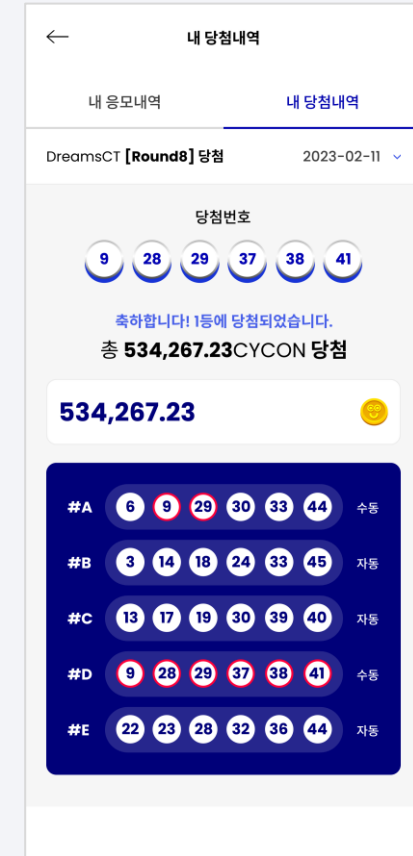 내 당첨내역
내 응모내역 내 당첨내역
DreamsCT [Round8] 당첨 2023-02-11
당첨번호
9 28 29 37 38 41
축하합니다! 1등에 당첨되었습니다.
총 534,267.23CYCON 당첨
534,267.23
#A 6 9 29 30 33 44 수동
#B 3 14 18 24 33 45 자동
#C 13 17 19 30 39 40 자동
#D 9 28 29 37 38 41 수동
#E 22 23 28 32 36 44 자동